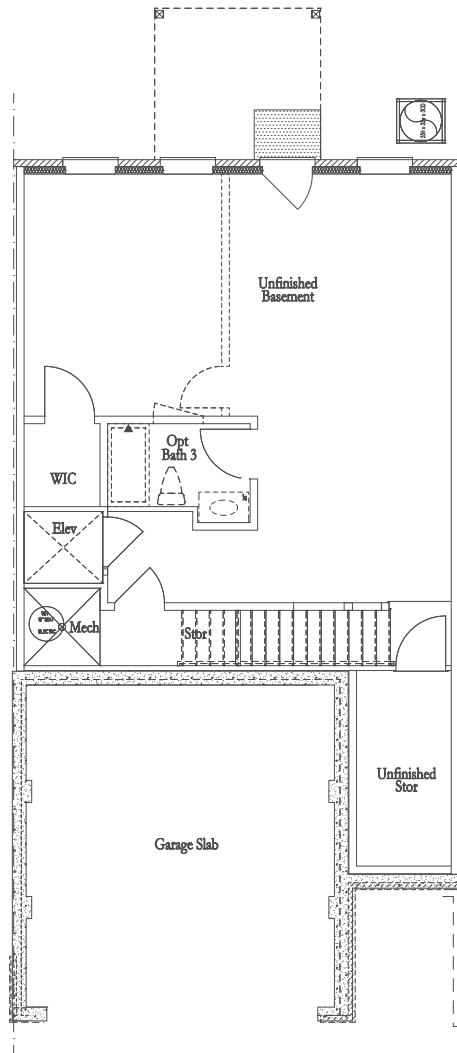 Unfinished
Basement
Opt
Bath 3
WIC
Elev
Mech
Stor
Unfinished
Stor
Garage Slab